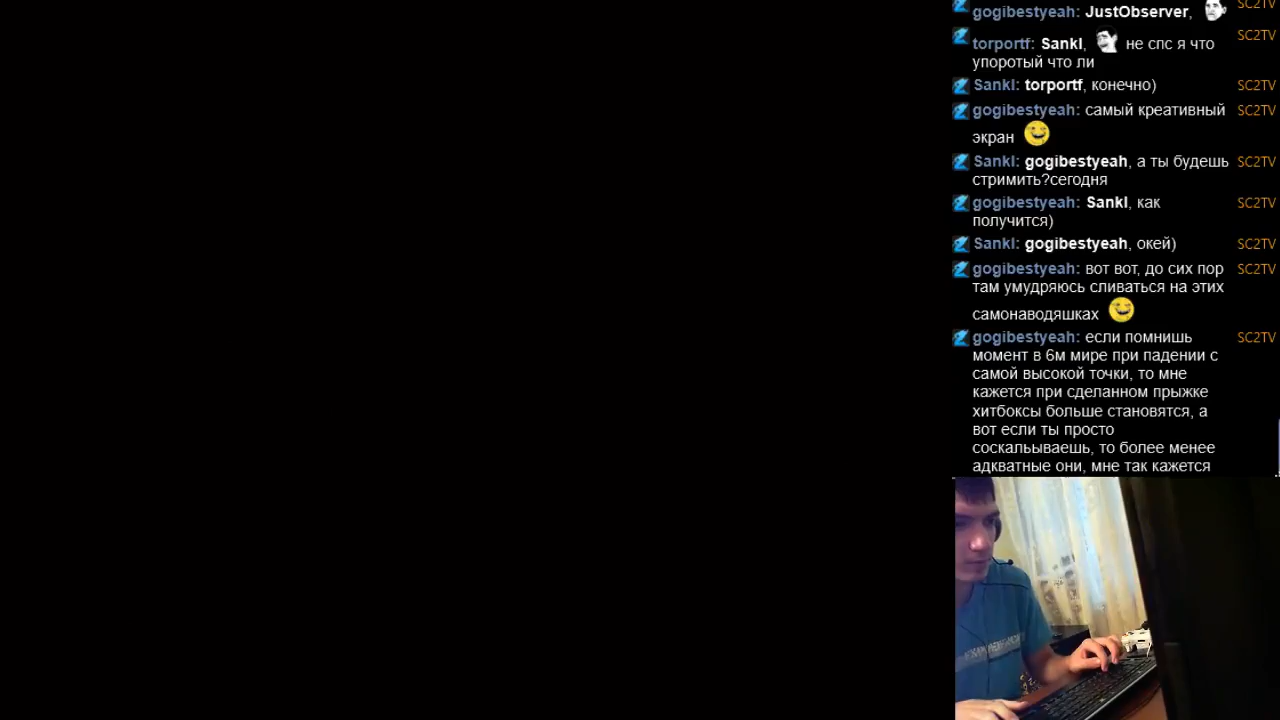 gogibestyeah: JustObserver,
SC2TV
torportf: Sankl, не спс я что
SC2TV
упоротый что ли
Sankl: torportf, конечно)
SC2TV
gogibestyeah: самый креативный
SC2TV
экран
Sankl: gogibestyeah, а ты будешь
SC2TV
стримить?сегодня
gogibestyeah: Sankl, как
SC2TV
получится)
Sankl: gogibestyeah, окей)
SC2TV
gogibestyeah: вот вот, до сих пор
SC2TV
там умудряюсь сливаться на этих
самонаводяшках
gogibestyeah: если помнишь
SC2TV
момент в 6м мире при падении с
самой высокой точки, то мне
кажется при сделанном прыжке
хитбоксы больше становятся, а
вот если ты просто
соскальываешь, то более менее
адкватные они, мне так кажется